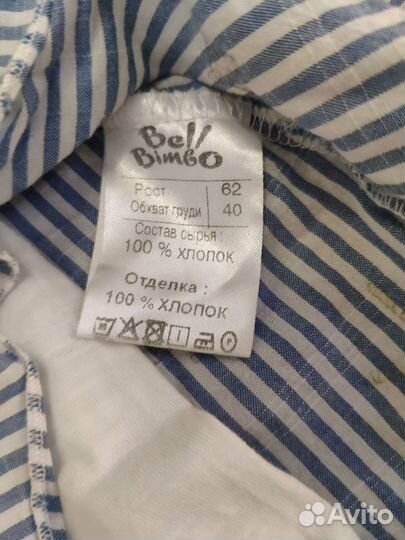 Bell
Bimbo
Рост 62
Обхват груди 40
Состав сырья :
100 % ХЛОПОК
Отделка :
100 % ХЛОПОК
Avito